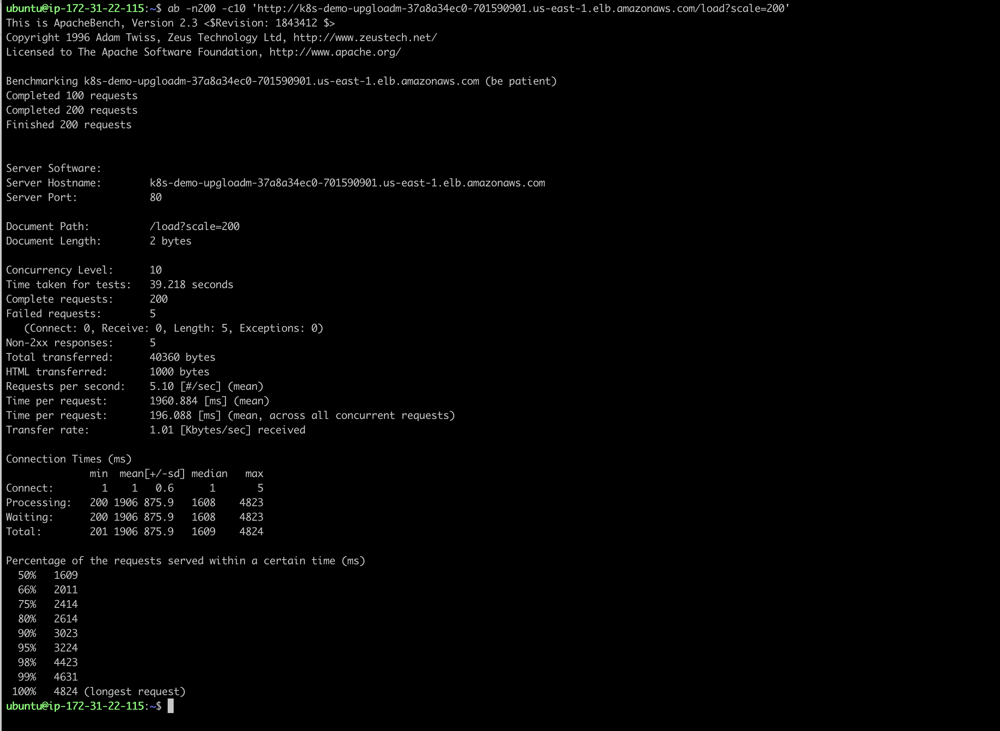 ubuntu@ip-172-31-22-115:~$ ab -n200 -c10 'http://k8s-demo-upgloadm-37a8a34ec0-701590901.us-east-1.elb.amazonaws.com/load?scale=200'
This is ApacheBench, Version 2.3 <$Revision: 1843412 $>
Copyright 1996 Adam Twiss, Zeus Technology Ltd, http://www.zeustech.net/
Licensed to The Apache Software Foundation, http://www.apache.org/

Benchmarking k8s-demo-upgloadm-37a8a34ec0-701590901.us-east-1.elb.amazonaws.com (be patient)
Completed 100 requests
Completed 200 requests
Finished 200 requests


Server Software:
Server Hostname:        k8s-demo-upgloadm-37a8a34ec0-701590901.us-east-1.elb.amazonaws.com
Server Port:            80

Document Path:          /load?scale=200
Document Length:        2 bytes

Concurrency Level:      10
Time taken for tests:   39.218 seconds
Complete requests:      200
Failed requests:        5
   (Connect: 0, Receive: 0, Length: 5, Exceptions: 0)
Non-2xx responses:      5
Total transferred:      40360 bytes
HTML transferred:       1000 bytes
Requests per second:    5.10 [#/sec] (mean)
Time per request:       1960.884 [ms] (mean)
Time per request:       196.088 [ms] (mean, across all concurrent requests)
Transfer rate:          1.01 [Kbytes/sec] received

Connection Times (ms)
              min  mean[+/-sd] median   max
Connect:        1    1   0.6      1       5
Processing:   200 1906 875.9   1608    4823
Waiting:      200 1906 875.9   1608    4823
Total:        201 1906 875.9   1609    4824

Percentage of the requests served within a certain time (ms)
  50%   1609
  66%   2011
  75%   2414
  80%   2614
  90%   3023
  95%   3224
  98%   4423
  99%   4631
 100%   4824 (longest request)
ubuntu@ip-172-31-22-115:~$